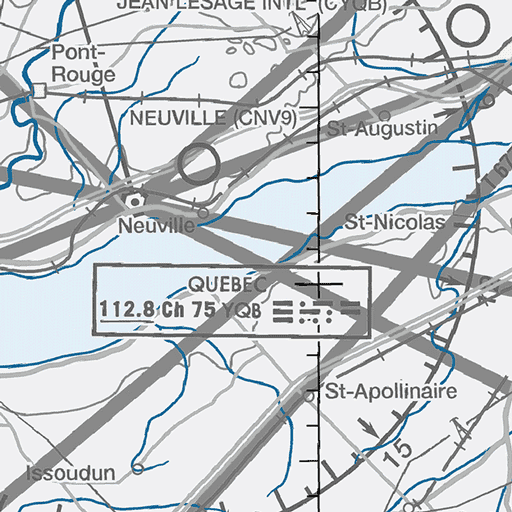 JEAN LESAGE INTL (CYQB)
Pont-
Rouge
NEUVILLE (CNV9)
St-Augustin
T 67
Neuville
St-Nicolas
QUEBEC
112.8 Ch 75 YQB
St-Apollinaire
15
Issoudun